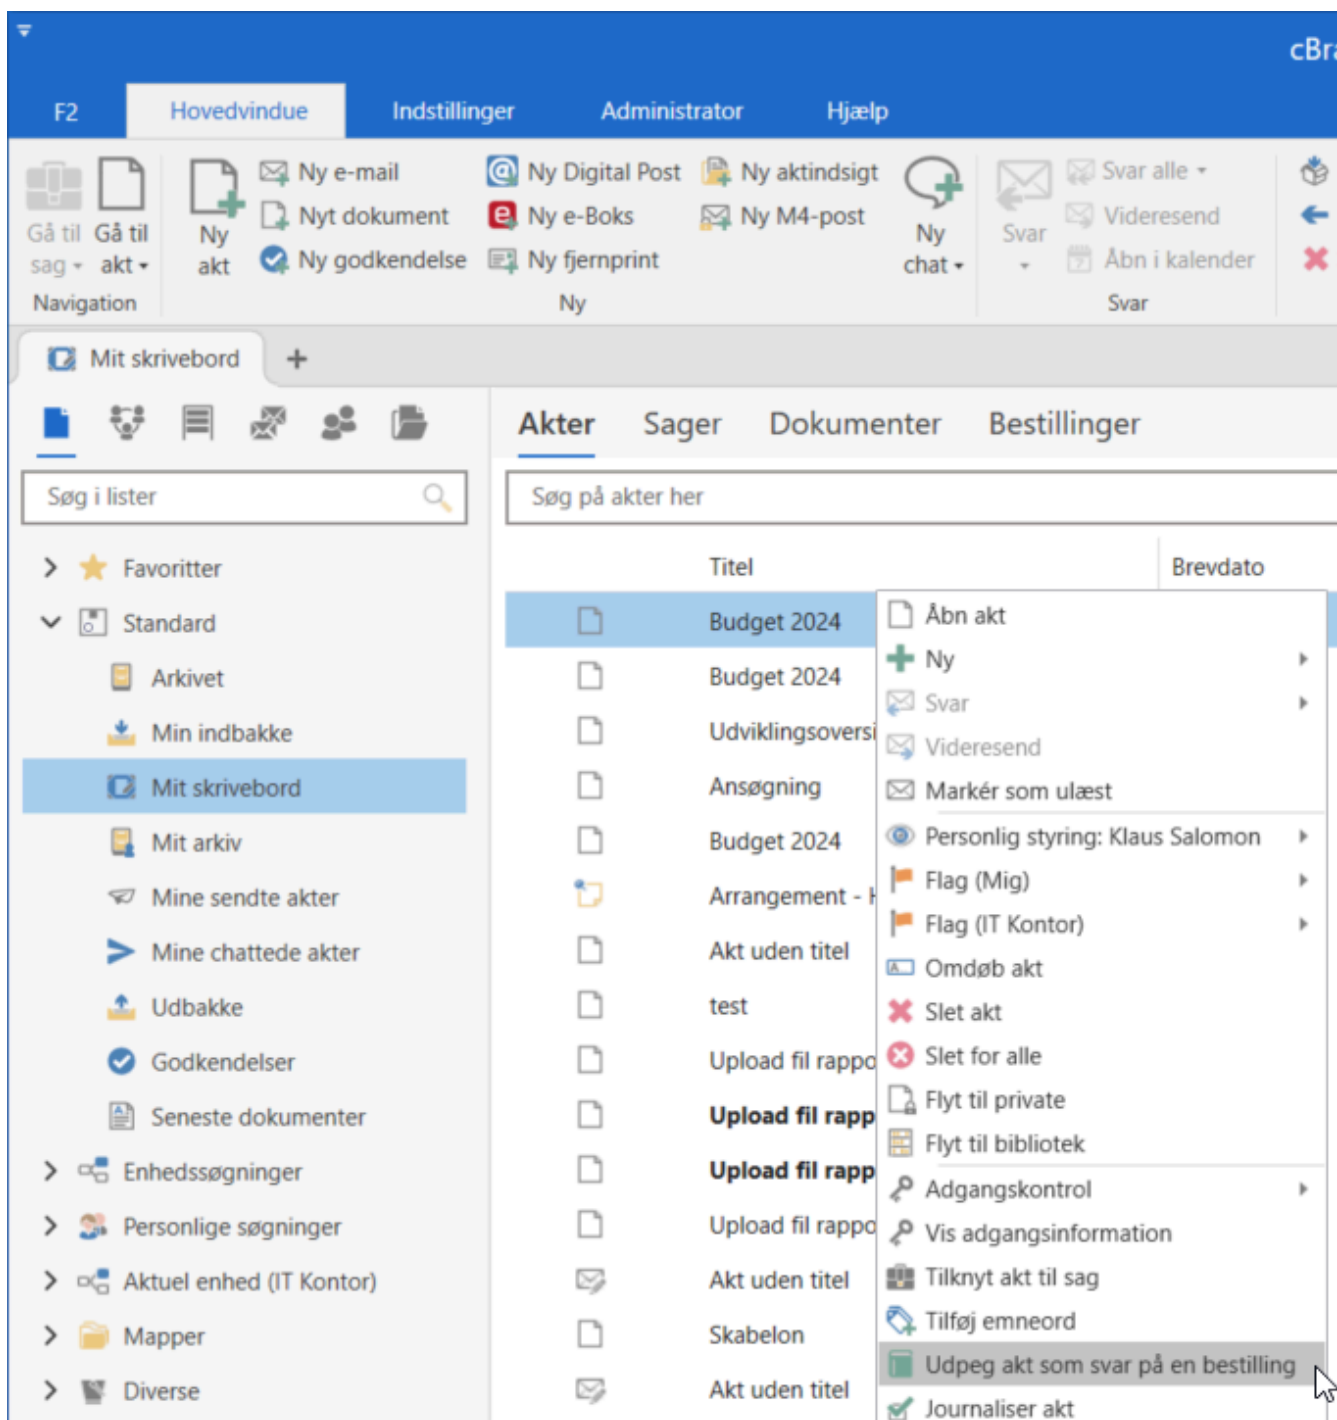 cBra
F2 Hovedvindue Indstillinger Administrator Hjælp
Gå til sag
Gå til akt
Navigation
Ny akt
Ny e-mail
Nyt dokument
Ny godkendelse
Ny Digital Post
Ny e-Boks
Ny fjernprint
Ny aktindsigt
Ny M4-post
Ny chat
Ny
Svar
Svar alle
Videresend
Åbn i kalender
Svar
Mit skrivebord
Akter Sager Dokumenter Bestillinger
Søg i lister
Søg på akter her
Favoritter
Standard
Arkivet
Min indbakke
Mit skrivebord
Mit arkiv
Mine sendte akter
Mine chattede akter
Udbakke
Godkendelser
Seneste dokumenter
Enhedssøgninger
Personlige søgninger
Aktuel enhed (IT Kontor)
Mapper
Diverse
Titel Brevdato
Budget 2024
Budget 2024
Udviklingsoversi
Ansøgning
Budget 2024
Arrangement - H
Akt uden titel
test
Upload fil rappo
Upload fil rapp
Upload fil rapp
Upload fil rappo
Akt uden titel
Skabelon
Akt uden titel
Åbn akt
Ny
Svar
Videresend
Markér som ulæst
Personlig styring: Klaus Salomon
Flag (Mig)
Flag (IT Kontor)
Omdøb akt
Slet akt
Slet for alle
Flyt til private
Flyt til bibliotek
Adgangskontrol
Vis adgangsinformation
Tilknyt akt til sag
Tilføj emneord
Udpeg akt som svar på en bestilling
Journaliser akt